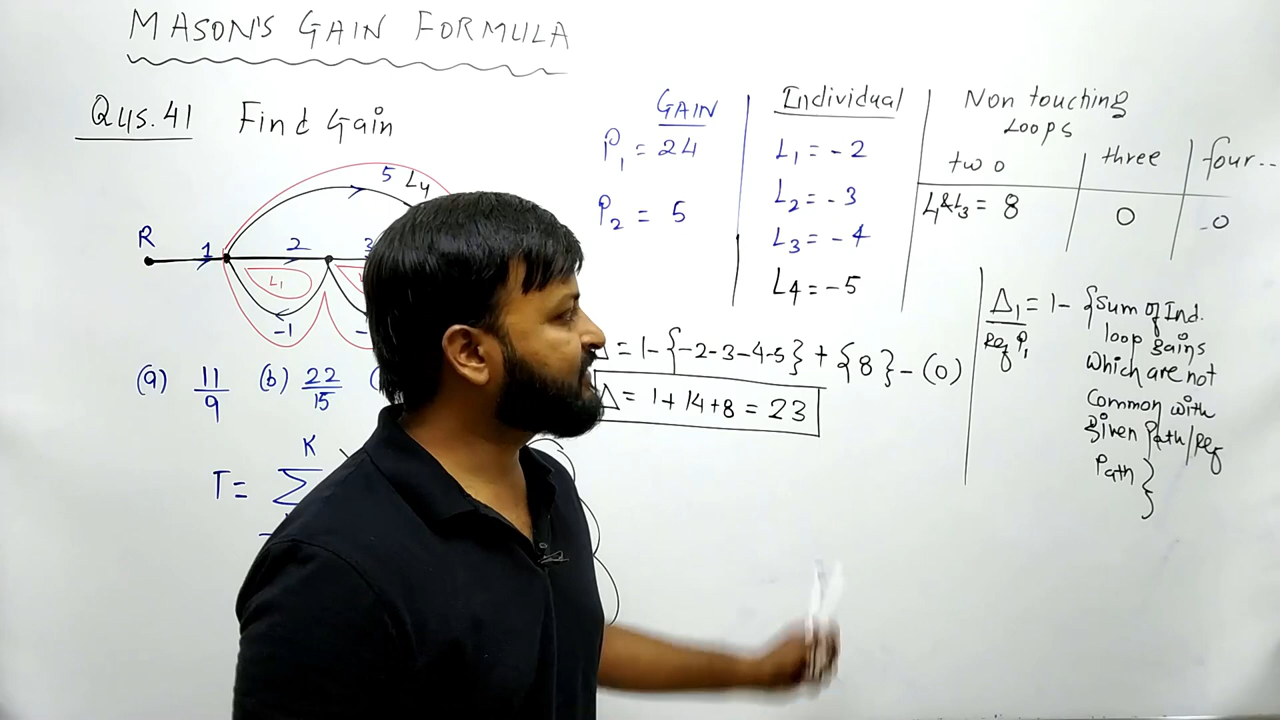 MASON'S GAIN FORMULA
Qus. 41 Find Gain
5 L4
R 1 2 3
L1
-1 -
(a) 11/9 (b) 22/15 (
K
T = Σ
GAIN
P1 = 24
P2 = 5
Individual
L1 = -2
L2 = -3
L3 = -4
L4 = -5
Non touching
Loops
two three four...
L1&L3 = 8 0 0
Δ = 1-{-2-3-4-5} + {8} - (0)
Δ = 1+14+8 = 23
Δ1 = 1- {Sum of Ind.
Reg P1 loop gains
which are not
Common with
given Path/Reg
Path}